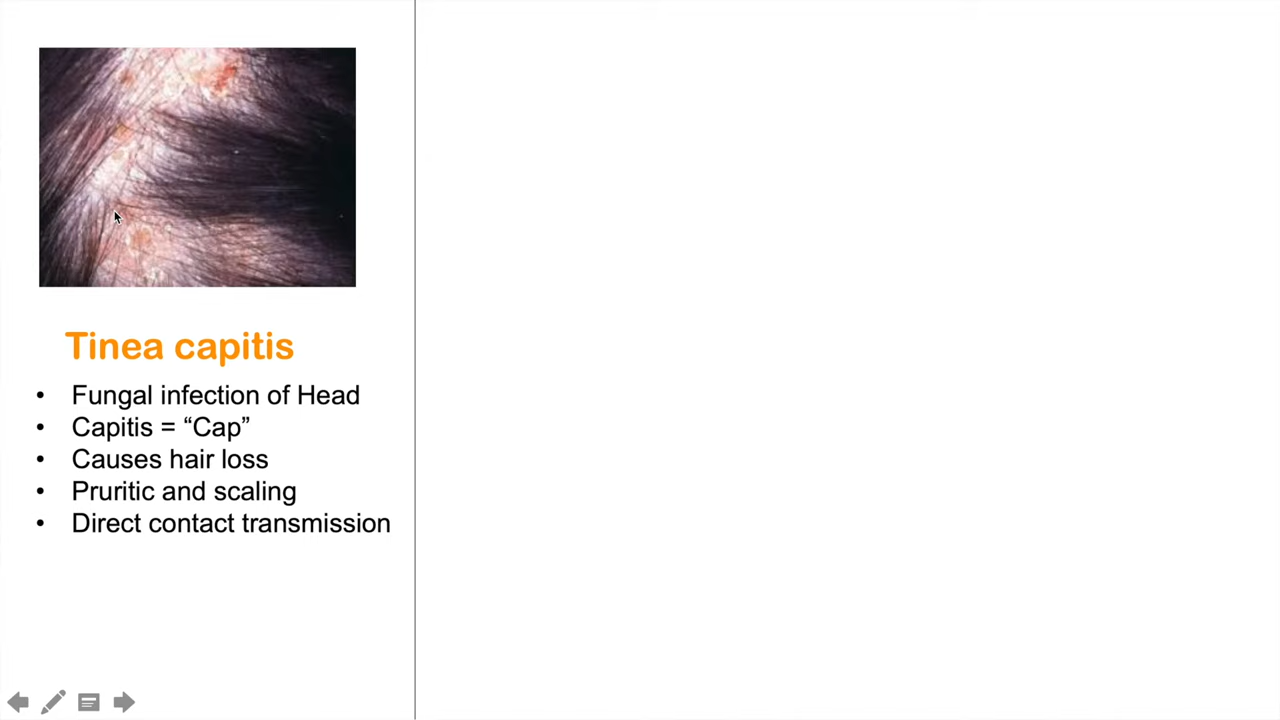 Tinea capitis
• Fungal infection of Head
• Capitis = “Cap”
• Causes hair loss
• Pruritic and scaling
• Direct contact transmission